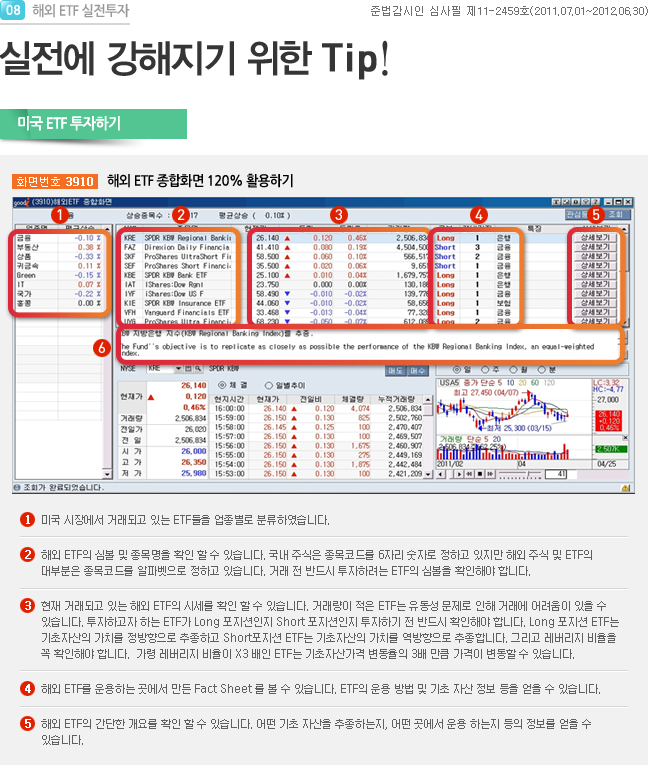 08 해외 ETF 실전투자
준법감시인 심사필 제11-2459호(2011.07.01~2012.06.30)
실전에 강해지기 위한 Tip!
미국 ETF 투자하기
화면번호 3910 해외 ETF 종합화면 120% 활용하기
(3910)해외ETF 종합화면
1 2 3 4 5
상승종목수 : 17 평균상승 ( 0.10%) 조회
금융 -0.10 %
부동산 0.38 %
상품 -0.33 %
귀금속 0.11 %
Green -0.15 %
IT 0.07 %
국가 -0.22 %
홍콩 0.00 %
KRE SPDR KBW Regional Bankin 26,140 ▲ 0.120 0.46% 2,506,834 Long 1 은행 상세보기
FAZ Direxion Daily Financia 41.410 ▲ 0.080 0.19% 4,504,500 Short 3 금융 상세보기
SKF ProShares UltraShort Fi 58.500 ▲ 0.060 0.10% 566,517 Short 2 금융 상세보기
SEF ProShares Short Financi 35.500 ▲ 0.020 0.06% 9,655 Short 1 금융 상세보기
KBE SPDR KBW Bank ETF 25.100 ▲ 0.010 0.04% 1,679,757 Long 1 은행 상세보기
IAT iShares:Dow Rgnl 23.750 0.000 0.00% 130,186 Long 1 은행 상세보기
IYF iShares:Dow US F 58.490 ▼ -0.010 -0.02% 139,776 Long 1 금융 상세보기
KIE SPDR KBW Insurance ETF 44.060 ▼ -0.010 -0.02% 58,656 Long 1 보험 상세보기
VFH Vanguard Financials ETF 33.468 ▼ -0.013 -0.04% 77,328 Long 1 금융 상세보기
UYG ProShares Ultra Financi 68.230 ▼ -0.050 -0.07% 612,089 Long 2 금융 상세보기
6
KBW 지방은행 지수(KBW Regional Banking Index)를 추종.
The Fund's objective is to replicate as closely as possible the performance of the KBW Regional Banking Index, an equal-weighted
index.
NYSE KRE SPDR KBW 매도 매수 일 주 월 분
체 결 일별추이
현재가 ▲ 26,140 0,120 0,46%
거래량 2,506,834
전일가 26,020
전 일 2,506,834
시 가 26,000
고 가 26,350
저 가 25,980
현지시간 현재가 전일비 체결량 누적거래량
16:00:00 26.140 ▲ 0.120 4,074 2,506,834
15:59:00 26.150 ▲ 0.130 825 2,502,760
15:58:00 26.145 ▲ 0.125 100 2,470,407
15:57:00 26.150 ▲ 0.130 100 2,469,507
15:56:00 26.150 ▲ 0.130 1,675 2,460,907
15:55:00 26.150 ▲ 0.130 275 2,449,169
15:54:00 26.150 ▲ 0.130 1,875 2,442,484
15:53:00 26.150 ▲ 0.130 100 2,421,209
USA5 종가 단순 5 10 20 60 120
최고 27,450 (04/07)
최저 25,300 (03/15)
LC:3,32
HC:-4,77
27,000
26,140
+0,120
0,46%
거래량 단순 5 20
2,506,834
2,507K
2011/02 04 04/25
41
조회가 완료되었습니다.
1 미국 시장에서 거래되고 있는 ETF들을 업종별로 분류하였습니다.
2 해외 ETF의 심볼 및 종목명을 확인 할 수 있습니다. 국내 주식은 종목코드를 6자리 숫자로 정하고 있지만 해외 주식 및 ETF의
대부분은 종목코드를 알파벳으로 정하고 있습니다. 거래 전 반드시 투자하려는 ETF의 심볼을 확인해야 합니다.
3 현재 거래되고 있는 해외 ETF의 시세를 확인 할 수 있습니다. 거래량이 적은 ETF는 유동성 문제로 인해 거래에 어려움이 있을 수
있습니다. 투자하고자 하는 ETF가 Long 포지션인지 Short 포지션인지 투자하기 전 반드시 확인해야 합니다. Long 포지션 ETF는
기초자산의 가치를 정방향으로 추종하고 Short포지션 ETF는 기초자산의 가치를 역방향으로 추종합니다. 그리고 레버리지 비율을
꼭 확인해야 합니다. 가령 레버리지 비율이 X3 배인 ETF는 기초자산가격 변동율의 3배 만큼 가격이 변동할 수 있습니다.
4 해외 ETF를 운용하는 곳에서 만든 Fact Sheet 를 볼 수 있습니다. ETF의 운용 방법 및 기초 자산 정보 등을 얻을 수 있습니다.
5 해외 ETF의 간단한 개요를 확인 할 수 있습니다. 어떤 기초 자산을 추종하는지, 어떤 곳에서 운용 하는지 등의 정보를 얻을 수
있습니다.